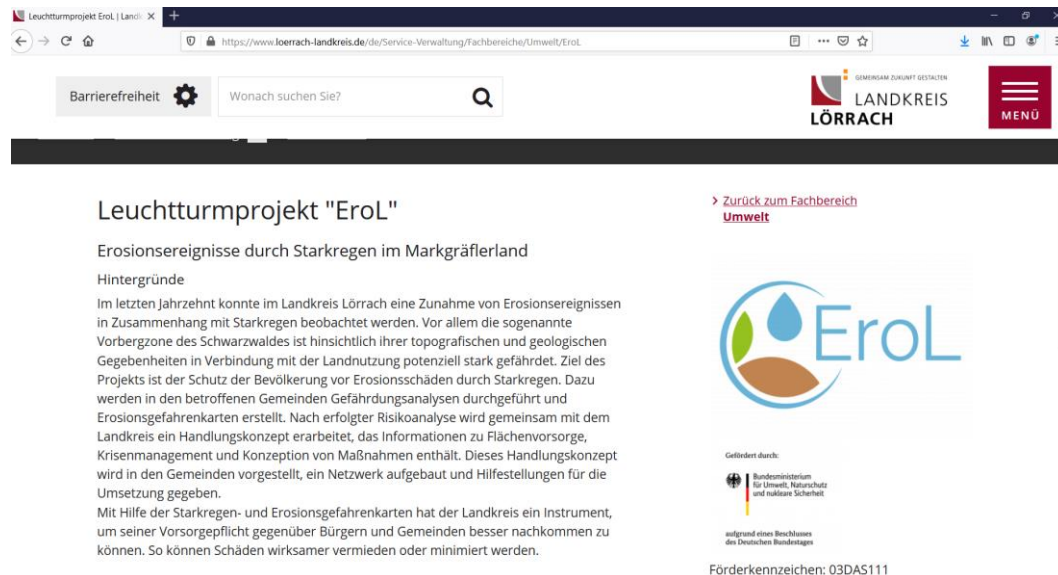 Leuchtturmprojekt EroL | Landk
https://www.loerrach-landkreis.de/de/Service-Verwaltung/Fachbereiche/Umwelt/EroL
Barrierefreiheit
Wonach suchen Sie?
GEMEINSAM ZUKUNFT GESTALTEN
LANDKREIS
LÖRRACH
MENÜ
Leuchtturmprojekt "EroL"
Erosionsereignisse durch Starkregen im Markgräflerland
Hintergründe
Im letzten Jahrzehnt konnte im Landkreis Lörrach eine Zunahme von Erosionsereignissen
in Zusammenhang mit Starkregen beobachtet werden. Vor allem die sogenannte
Vorbergzone des Schwarzwaldes ist hinsichtlich ihrer topografischen und geologischen
Gegebenheiten in Verbindung mit der Landnutzung potenziell stark gefährdet. Ziel des
Projekts ist der Schutz der Bevölkerung vor Erosionsschäden durch Starkregen. Dazu
werden in den betroffenen Gemeinden Gefährdungsanalysen durchgeführt und
Erosionsgefahrenkarten erstellt. Nach erfolgter Risikoanalyse wird gemeinsam mit dem
Landkreis ein Handlungskonzept erarbeitet, das Informationen zu Flächenvorsorge,
Krisenmanagement und Konzeption von Maßnahmen enthält. Dieses Handlungskonzept
wird in den Gemeinden vorgestellt, ein Netzwerk aufgebaut und Hilfestellungen für die
Umsetzung gegeben.
Mit Hilfe der Starkregen- und Erosionsgefahrenkarten hat der Landkreis ein Instrument,
um seiner Vorsorgepflicht gegenüber Bürgern und Gemeinden besser nachkommen zu
können. So können Schäden wirksamer vermieden oder minimiert werden.
Zurück zum Fachbereich
Umwelt
EroL
Gefördert durch:
Bundesministerium
für Umwelt, Naturschutz
und nukleare Sicherheit
aufgrund eines Beschlusses
des Deutschen Bundestages
Förderkennzeichen: 03DAS111